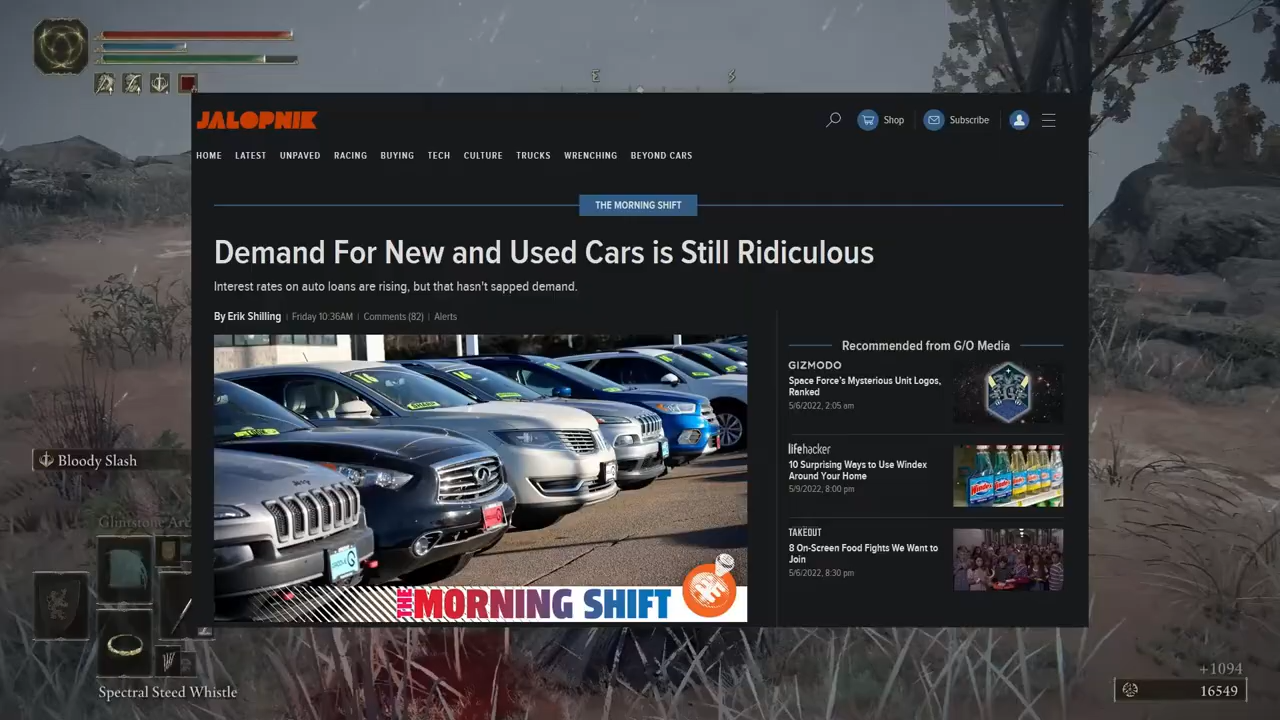 E
S
JALOPNIK
Shop
Subscribe
HOME LATEST UNPAVED RACING BUYING TECH CULTURE TRUCKS WRENCHING BEYOND CARS
THE MORNING SHIFT
Demand For New and Used Cars is Still Ridiculous
Interest rates on auto loans are rising, but that hasn't sapped demand.
By Erik Shilling | Friday 10:36AM | Comments (82) | Alerts
THE MORNING SHIFT
Recommended from G/O Media
GIZMODO
Space Force's Mysterious Unit Logos,
Ranked
5/6/2022, 2:05 am
lifehacker
10 Surprising Ways to Use Windex
Around Your Home
5/9/2022, 8:00 pm
THE TAKEOUT
8 On-Screen Food Fights We Want to
Join
5/6/2022, 8:30 pm
Bloody Slash
Glintstone Arc
Spectral Steed Whistle
+1094
16549